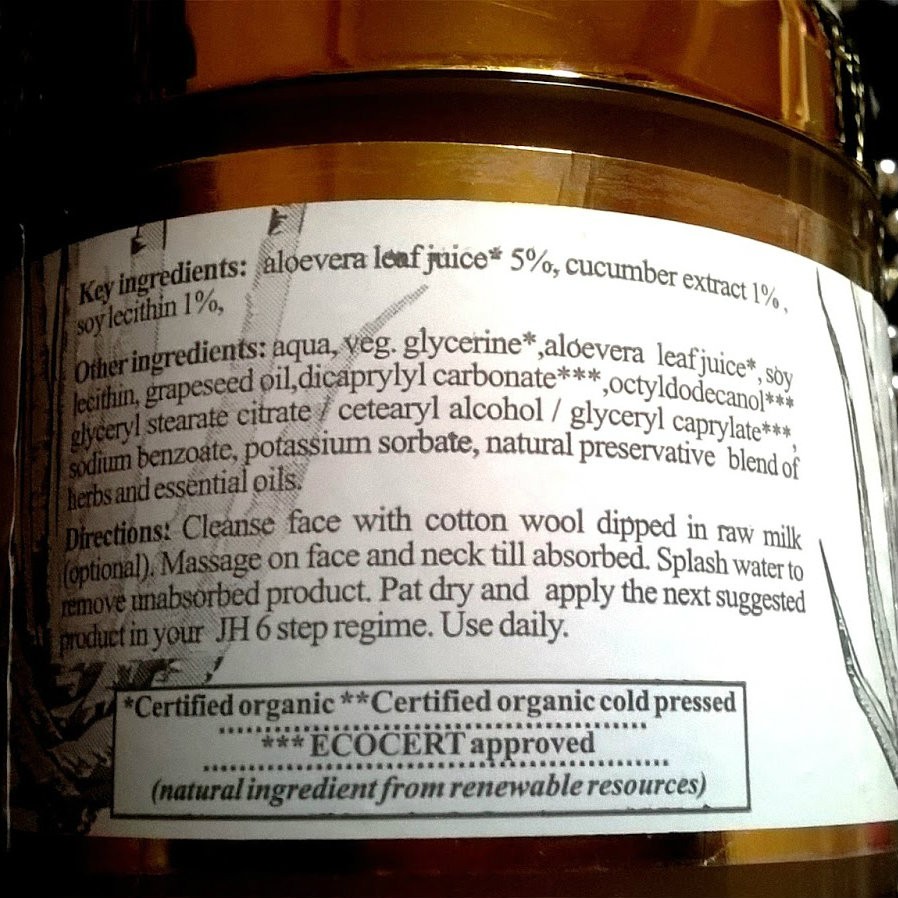 Key ingredients: aloevera leaf juice* 5%, cucumber extract 1% ,
soy lecithin 1%,
Other ingredients: aqua, veg. glycerine*,aloevera leaf juice*, soy
lecithin, grapeseed oil,dicaprylyl carbonate***,octyldodecanol***
glyceryl stearate citrate / cetearyl alcohol / glyceryl caprylate***,
sodium benzoate, potassium sorbate, natural preservative blend of
herbs and essential oils.
Directions: Cleanse face with cotton wool dipped in raw milk
(optional). Massage on face and neck till absorbed. Splash water to
remove unabsorbed product. Pat dry and apply the next suggested
product in your JH 6 step regime. Use daily.
*Certified organic **Certified organic cold pressed
*** ECOCERT approved
(natural ingredient from renewable resources)